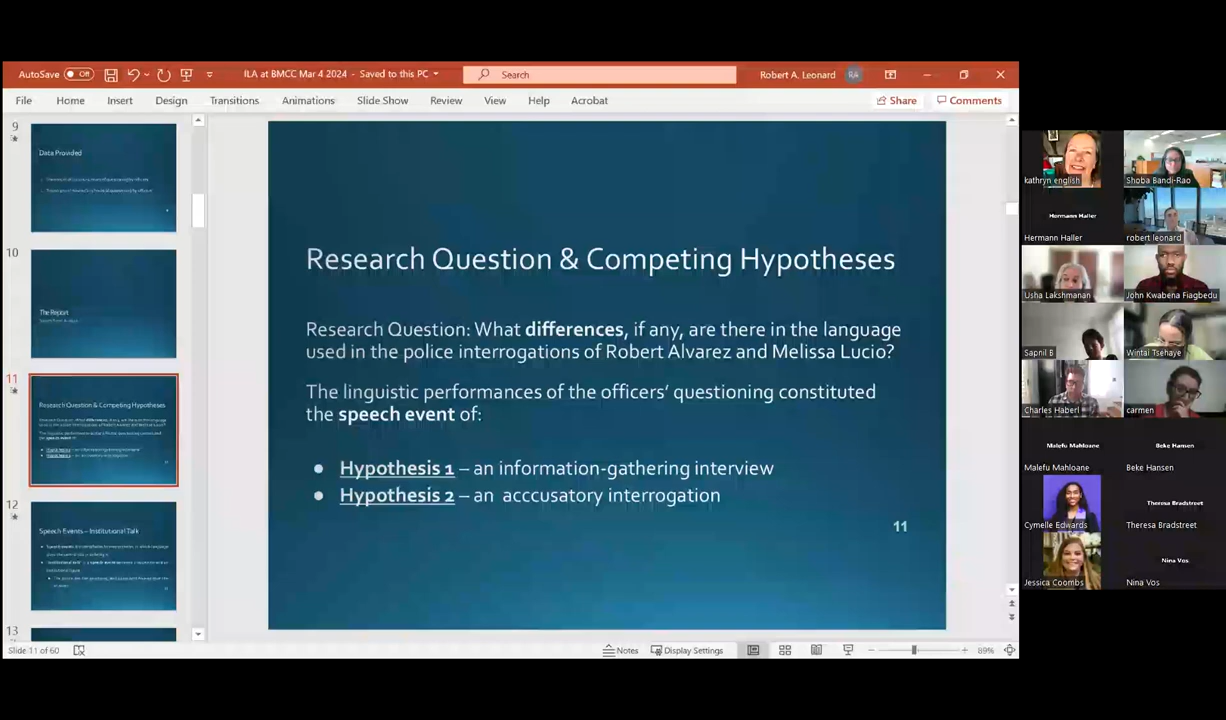 AutoSave Off
ILA at BMCC Mar 4 2024 - Saved to this PC
Search
Robert A. Leonard
RA
File Home Insert Design Transitions Animations Slide Show Review View Help Acrobat
Share Comments
9
Data Provided
10
The Report
11
Research Question & Competing Hypotheses
12
Speech Events – Institutional Talk
13
Research Question & Competing Hypotheses
Research Question: What differences, if any, are there in the language
used in the police interrogations of Robert Alvarez and Melissa Lucio?
The linguistic performances of the officers’ questioning constituted
the speech event of:
● Hypothesis 1 – an information-gathering interview
● Hypothesis 2 – an acccusatory interrogation
11
Slide 11 of 60
Notes Display Settings
89%
kathryn english
Shoba Bandi-Rao
Hermann Haller
Hermann Haller
robert leonard
Usha Lakshmanan
John Kwabena Fiagbedu
Sapnil B
Wintai Tsehaye
Charles Haberl
carmen
Malefu Mahloane
Beke Hansen
Malefu Mahloane
Beke Hansen
Theresa Bradstreet
Cymelle Edwards
Theresa Bradstreet
Nina Vos
Jessica Coombs
Nina Vos